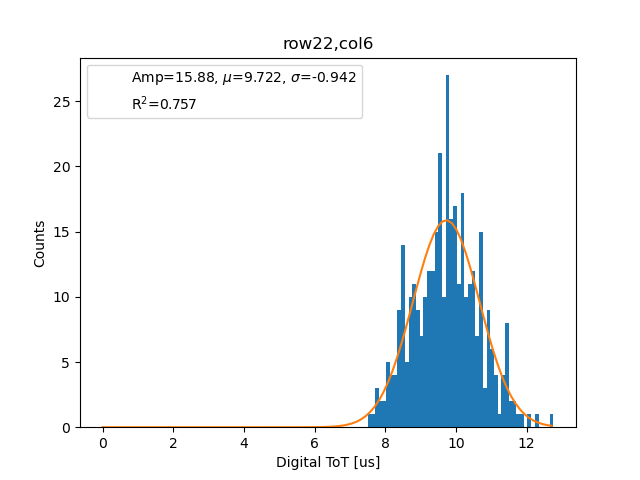 row22,col6
Amp=15.88, μ=9.722, σ=-0.942
R²=0.757
25
20
15
10
5
0
Counts
0 2 4 6 8 10 12
Digital ToT [us]